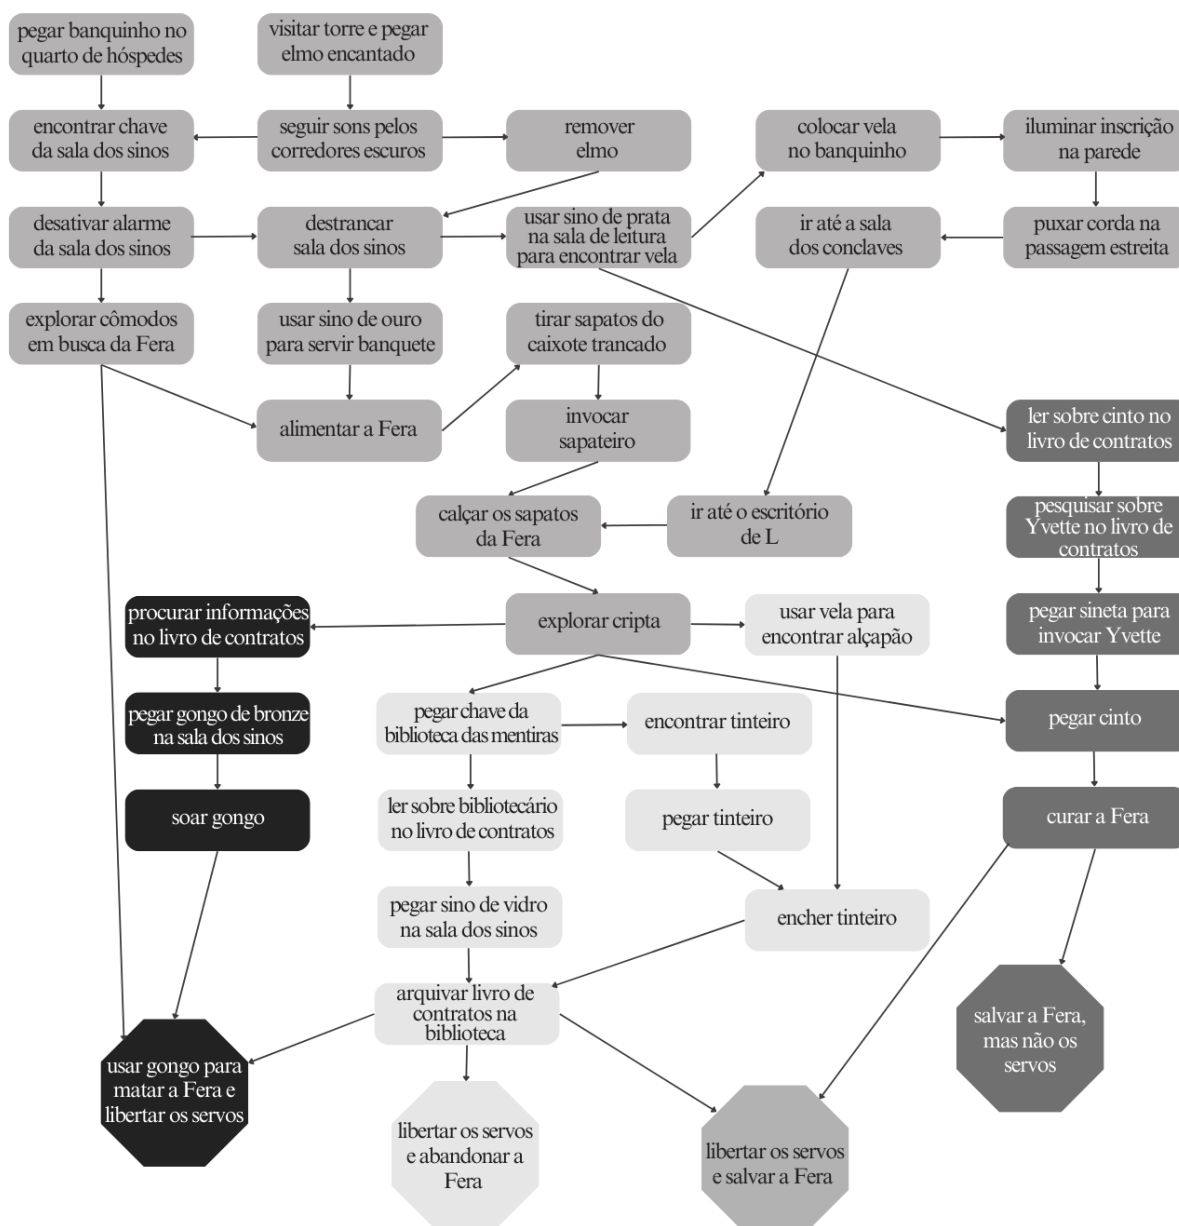 pegar banquinho no
quarto de hóspedes
visitar torre e pegar
elmo encantado
encontrar chave
da sala dos sinos
seguir sons pelos
corredores escuros
remover
elmo
colocar vela
no banquinho
iluminar inscrição
na parede
desativar alarme
da sala dos sinos
destrancar
sala dos sinos
usar sino de prata
na sala de leitura
para encontrar vela
ir até a sala
dos conclaves
puxar corda na
passagem estreita
explorar cômodos
em busca da Fera
usar sino de ouro
para servir banquete
tirar sapatos do
caixote trancado
alimentar a Fera
invocar
sapateiro
ler sobre cinto no
livro de contratos
calçar os sapatos
da Fera
ir até o escritório
de L
pesquisar sobre
Yvette no livro de
contratos
procurar informações
no livro de contratos
explorar cripta
usar vela para
encontrar alçapão
pegar sineta para
invocar Yvette
pegar gongo de bronze
na sala dos sinos
pegar chave da
biblioteca das mentiras
encontrar tinteiro
pegar cinto
soar gongo
ler sobre bibliotecário
no livro de contratos
pegar tinteiro
curar a Fera
pegar sino de vidro
na sala dos sinos
encher tinteiro
arquivar livro de
contratos na
biblioteca
salvar a Fera,
mas não os
servos
usar gongo para
matar a Fera e
libertar os servos
libertar os servos
e abandonar a
Fera
libertar os servos
e salvar a Fera